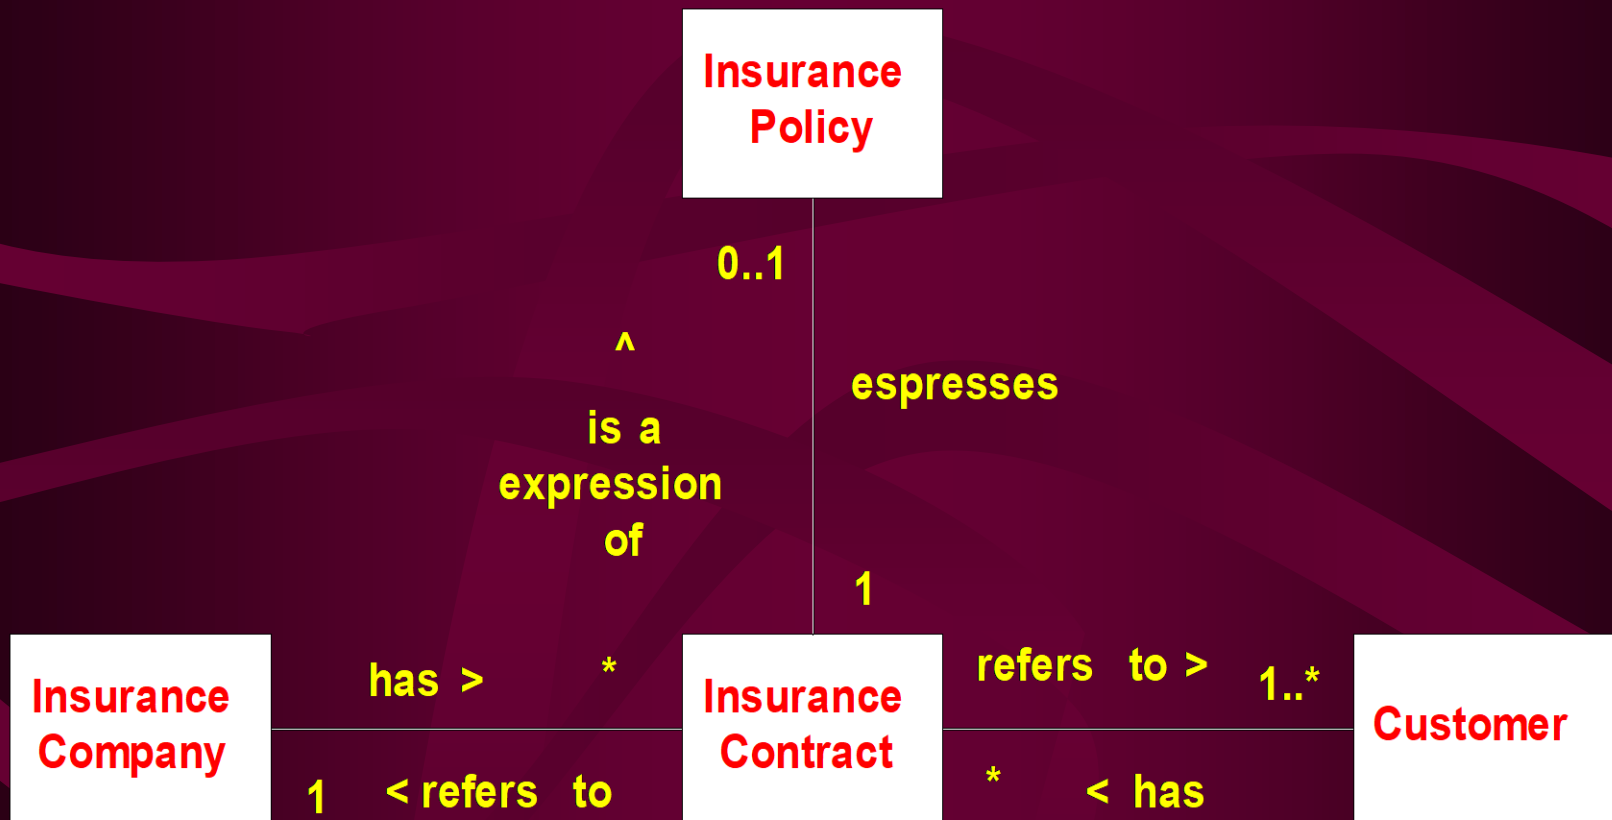 Insurance
Policy
0..1
^
is a
expression
of
espresses
1
Insurance
Company
has >
*
1
< refers to
Insurance
Contract
refers to >
1..*
*
< has
Customer